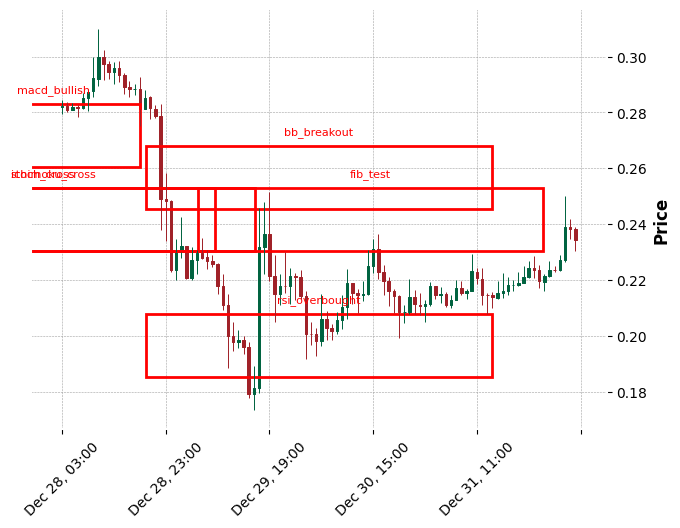 macd_bullish
bb_breakout
fib_test
rsi_overbought
0.30
0.28
0.26
0.24
0.22
0.20
0.18
Price
Dec 28, 03:00
Dec 28, 23:00
Dec 29, 19:00
Dec 30, 15:00
Dec 31, 11:00